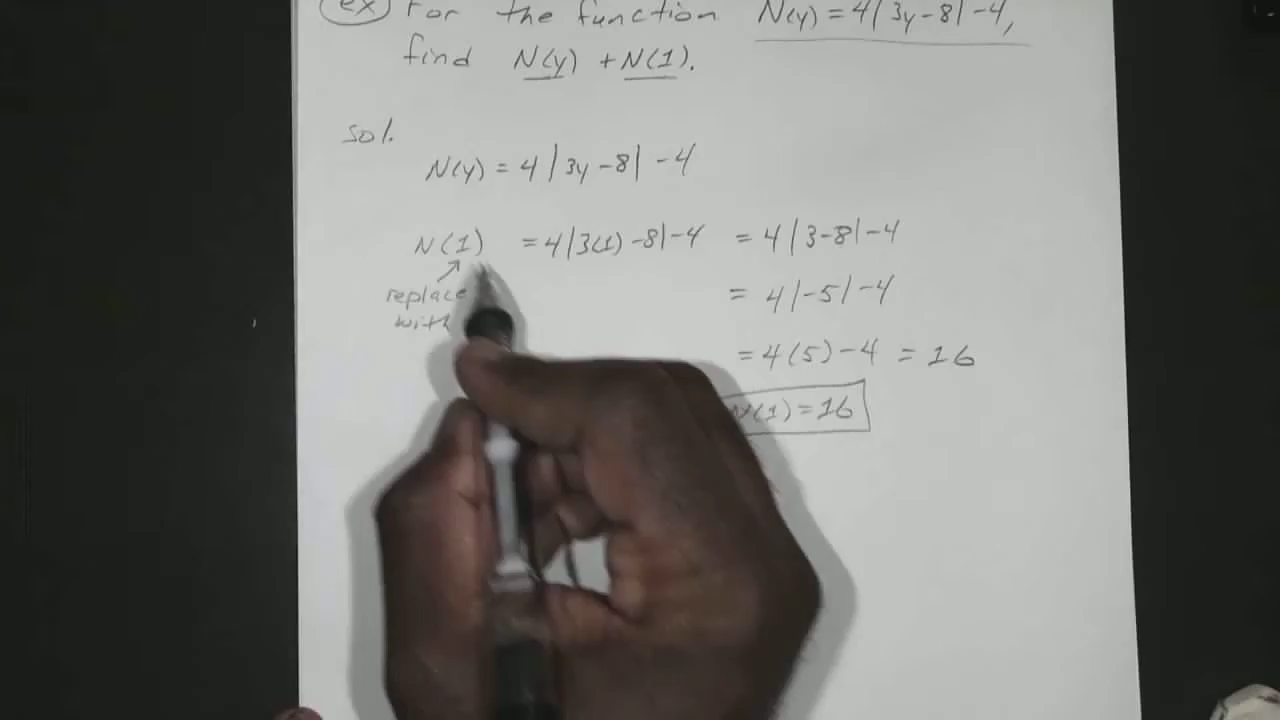 ex For the function N(y) = 4|3y-8|-4,
find N(y) + N(1).
sol.
N(y) = 4|3y-8|-4
N(1) = 4|3(1)-8|-4 = 4|3-8|-4
replace
with
= 4|-5|-4
= 4(5)-4 = 16
N(1)=16